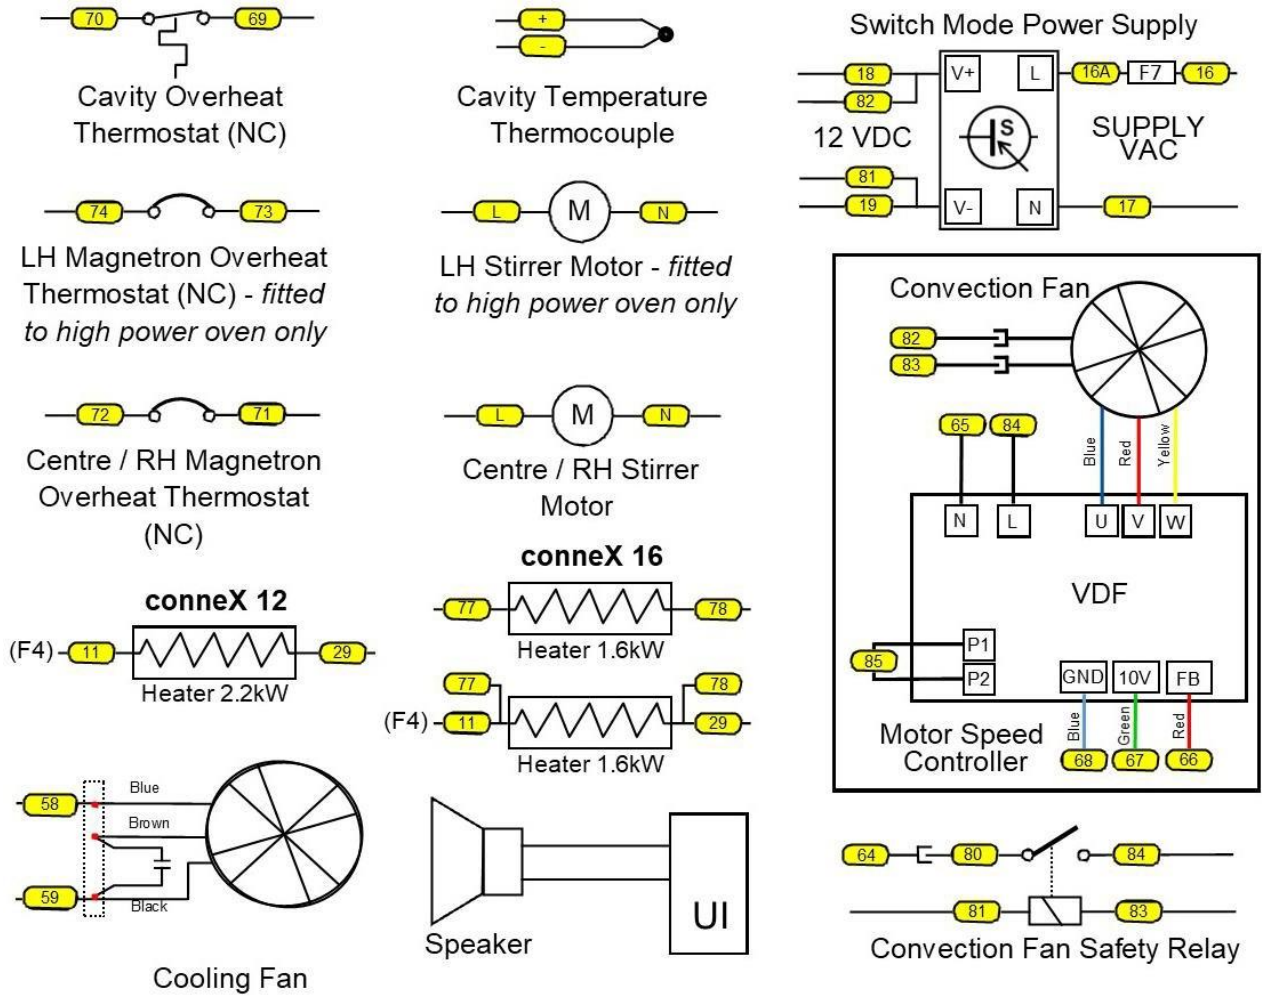 70 69
Cavity Overheat
Thermostat (NC)
+
-
Cavity Temperature
Thermocouple
Switch Mode Power Supply
18 V+ L 16A F7 16
82
12 VDC
S
SUPPLY
VAC
81
19 V- N 17
74 73
LH Magnetron Overheat
Thermostat (NC) - fitted
to high power oven only
L M N
LH Stirrer Motor - fitted
to high power oven only
72 71
Centre / RH Magnetron
Overheat Thermostat
(NC)
L M N
Centre / RH Stirrer
Motor
Convection Fan
82
83
65 84
Blue Red Yellow
N L U V W
VDF
P1
85
P2
GND 10V FB
Blue Green Red
68 67 66
Motor Speed
Controller
conneX 12
(F4) 11 29
Heater 2.2kW
conneX 16
77 78
Heater 1.6kW
77 78
(F4) 11 29
Heater 1.6kW
58 Blue
Brown
59 Black
Cooling Fan
UI
Speaker
64 80 84
81 83
Convection Fan Safety Relay